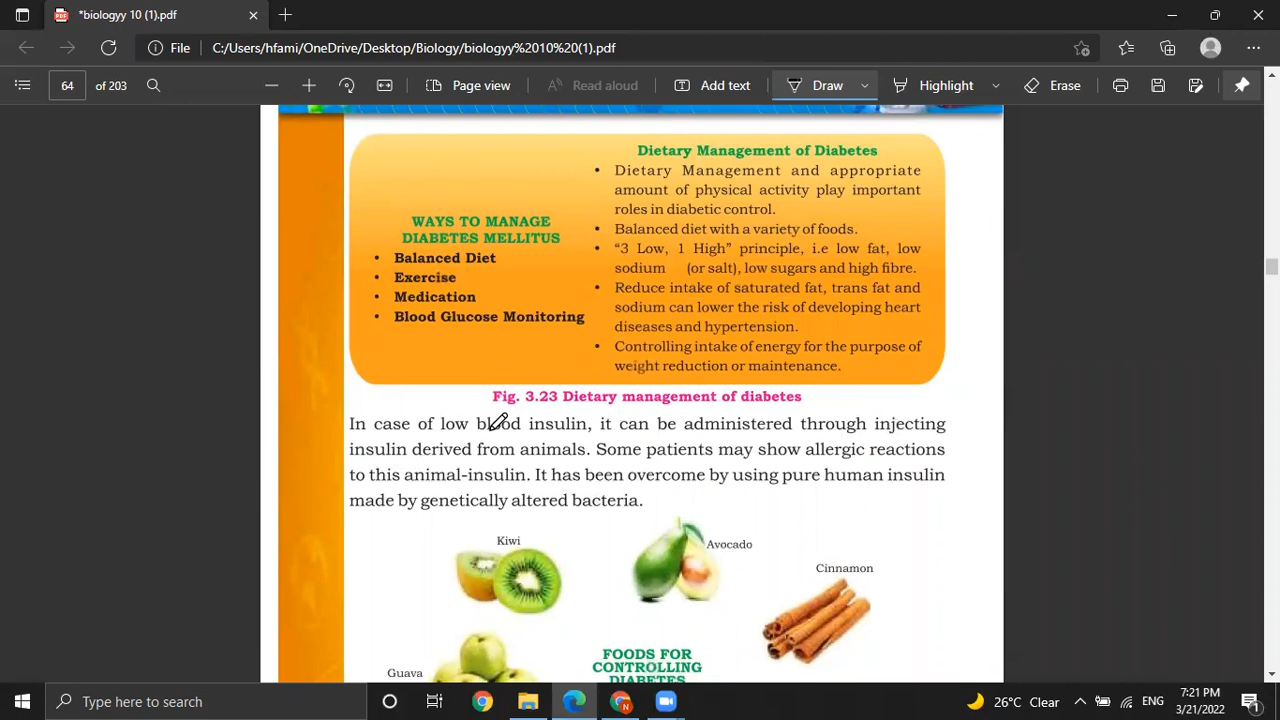 *biologyy 10 (1).pdf
File
C:/Users/hfami/OneDrive/Desktop/Biology/biologyy%2010%20(1).pdf
64 of 203
Page view
Read aloud
Add text
Draw
Highlight
Erase
WAYS TO MANAGE
DIABETES MELLITUS
• Balanced Diet
• Exercise
• Medication
• Blood Glucose Monitoring
Dietary Management of Diabetes
• Dietary Management and appropriate
amount of physical activity play important
roles in diabetic control.
• Balanced diet with a variety of foods.
• “3 Low, 1 High” principle, i.e low fat, low
sodium (or salt), low sugars and high fibre.
• Reduce intake of saturated fat, trans fat and
sodium can lower the risk of developing heart
diseases and hypertension.
• Controlling intake of energy for the purpose of
weight reduction or maintenance.
Fig. 3.23 Dietary management of diabetes
In case of low blood insulin, it can be administered through injecting
insulin derived from animals. Some patients may show allergic reactions
to this animal-insulin. It has been overcome by using pure human insulin
made by genetically altered bacteria.
Kiwi
Avocado
Cinnamon
Guava
FOODS FOR
CONTROLLING
DIABETES
Type here to search
26°C Clear
ENG
7:21 PM
3/21/2022